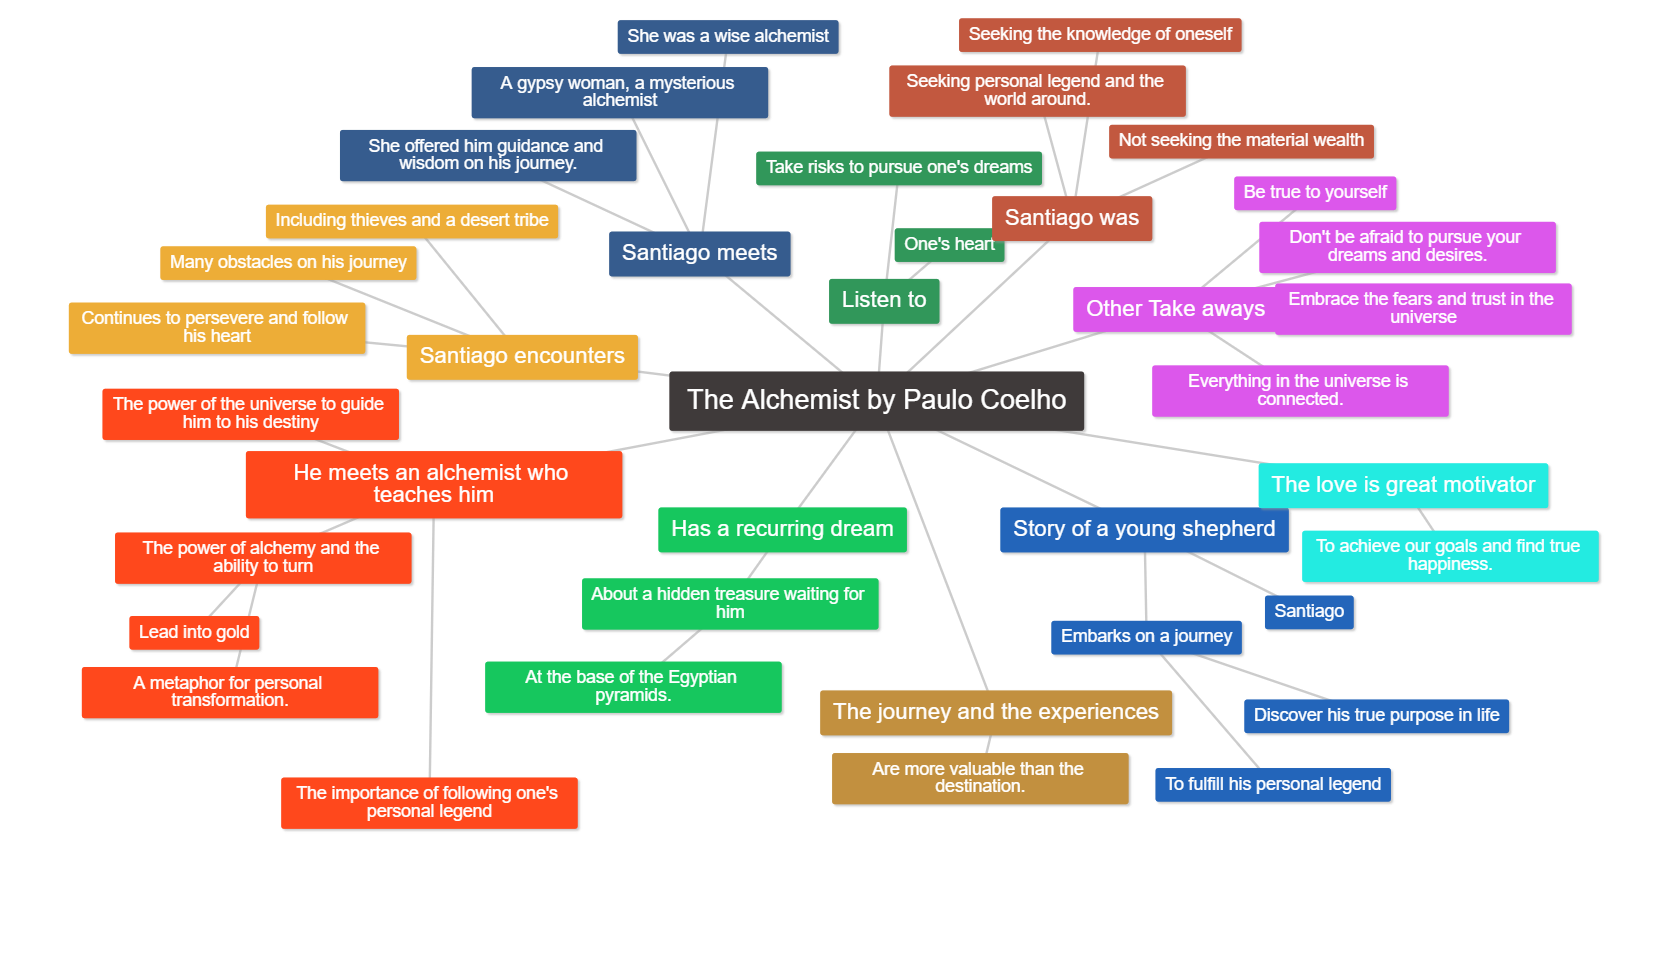 She was a wise alchemist
A gypsy woman, a mysterious
alchemist
She offered him guidance and
wisdom on his journey.
Santiago meets
Seeking the knowledge of oneself
Seeking personal legend and the
world around.
Not seeking the material wealth
Santiago was
Take risks to pursue one's dreams
One's heart
Listen to
Be true to yourself
Don't be afraid to pursue your
dreams and desires.
Embrace the fears and trust in the
universe
Other Take aways
Everything in the universe is
connected.
Including thieves and a desert tribe
Many obstacles on his journey
Continues to persevere and follow
his heart
Santiago encounters
The Alchemist by Paulo Coelho
The power of the universe to guide
him to his destiny
He meets an alchemist who
teaches him
The power of alchemy and the
ability to turn
Lead into gold
A metaphor for personal
transformation.
The importance of following one's
personal legend
Has a recurring dream
About a hidden treasure waiting for
him
At the base of the Egyptian
pyramids.
The journey and the experiences
Are more valuable than the
destination.
Story of a young shepherd
Santiago
Embarks on a journey
Discover his true purpose in life
To fulfill his personal legend
The love is great motivator
To achieve our goals and find true
happiness.